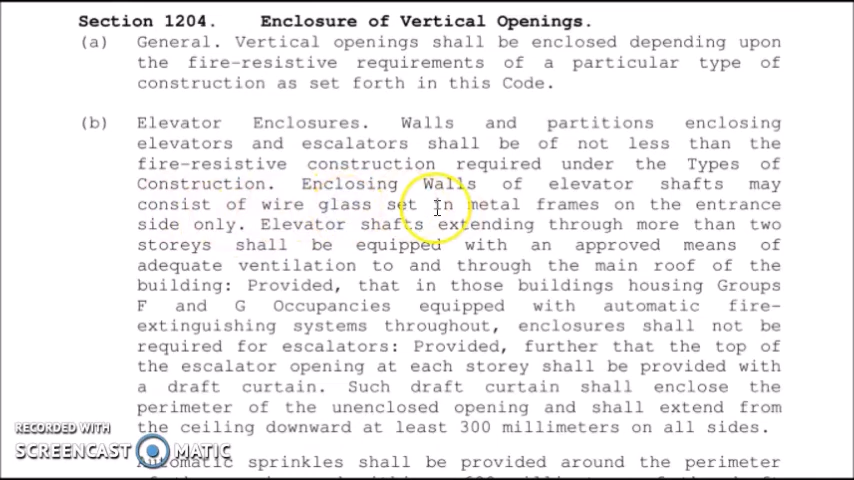 Section 1204. Enclosure of Vertical Openings.
(a) General. Vertical openings shall be enclosed depending upon
the fire-resistive requirements of a particular type of
construction as set forth in this Code.
(b) Elevator Enclosures. Walls and partitions enclosing
elevators and escalators shall be of not less than the
fire-resistive construction required under the Types of
Construction. Enclosing Walls of elevator shafts may
consist of wire glass set in metal frames on the entrance
side only. Elevator shafts extending through more than two
storeys shall be equipped with an approved means of
adequate ventilation to and through the main roof of the
building: Provided, that in those buildings housing Groups
F and G Occupancies equipped with automatic fire-
extinguishing systems throughout, enclosures shall not be
required for escalators: Provided, further that the top of
the escalator opening at each storey shall be provided with
a draft curtain. Such draft curtain shall enclose the
perimeter of the unenclosed opening and shall extend from
the ceiling downward at least 300 millimeters on all sides.
Automatic sprinkles shall be provided around the perimeter
RECORDED WITH
SCREENCAST MATIC